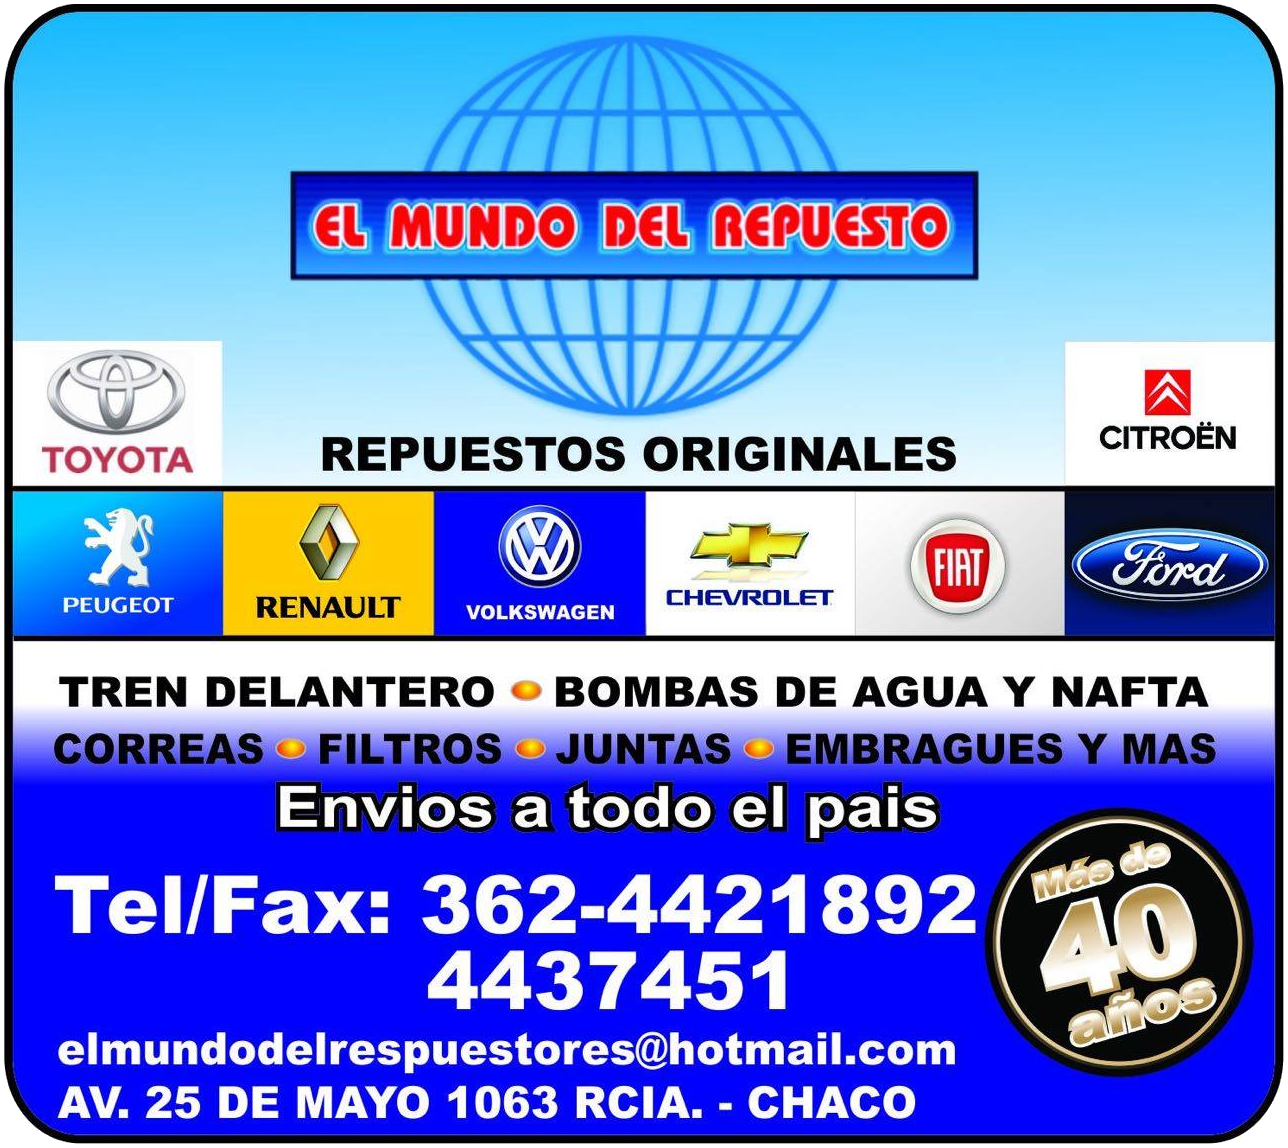 EL MUNDO DEL REPUESTO
TOYOTA
CITROËN
REPUESTOS ORIGINALES
PEUGEOT
RENAULT
VOLKSWAGEN
CHEVROLET
FIAT
Ford
TREN DELANTERO • BOMBAS DE AGUA Y NAFTA
CORREAS • FILTROS • JUNTAS • EMBRAGUES Y MAS
Envios a todo el pais
Tel/Fax: 362-4421892
4437451
Más de
40
años
elmundodelrespuestores@hotmail.com
AV. 25 DE MAYO 1063 RCIA. - CHACO